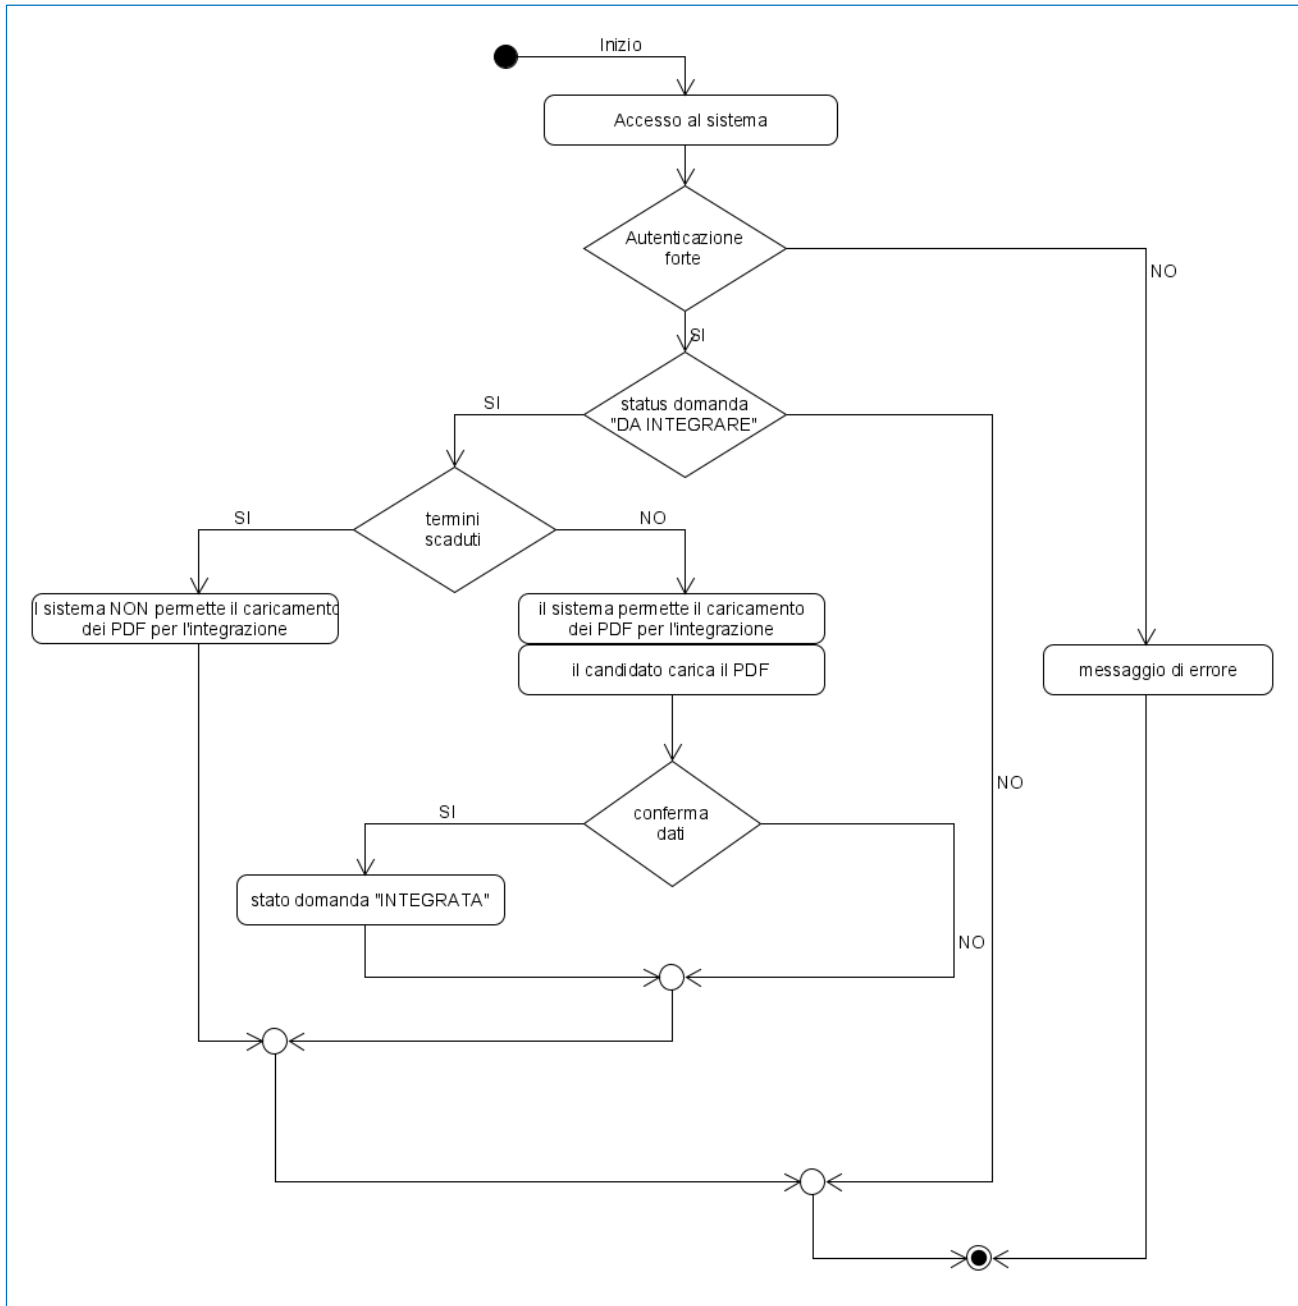 Inizio
Accesso al sistema
Autenticazione
forte
NO
SI
status domanda
"DA INTEGRARE"
SI
termini
scaduti
SI
NO
l sistema NON permette il caricamento
dei PDF per l'integrazione
il sistema permette il caricamento
dei PDF per l'integrazione
il candidato carica il PDF
messaggio di errore
NO
conferma
dati
SI
stato domanda "INTEGRATA"
NO